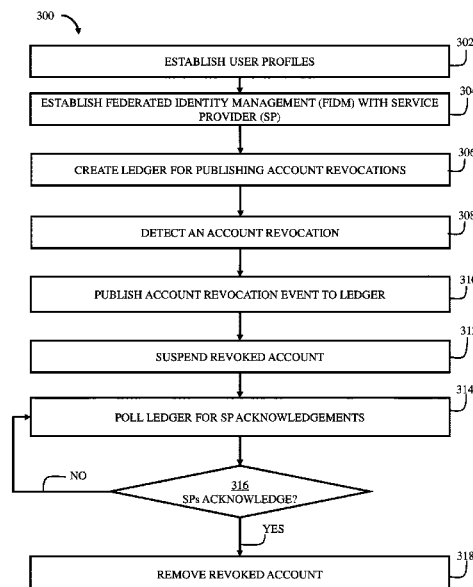 300
302
ESTABLISH USER PROFILES
304
ESTABLISH FEDERATED IDENTITY MANAGEMENT (FIDM) WITH SERVICE
PROVIDER (SP)
306
CREATE LEDGER FOR PUBLISHING ACCOUNT REVOCATIONS
308
DETECT AN ACCOUNT REVOCATION
310
PUBLISH ACCOUNT REVOCATION EVENT TO LEDGER
312
SUSPEND REVOKED ACCOUNT
314
POLL LEDGER FOR SP ACKNOWLEDGEMENTS
NO
316
SPs ACKNOWLEDGE?
YES
318
REMOVE REVOKED ACCOUNT